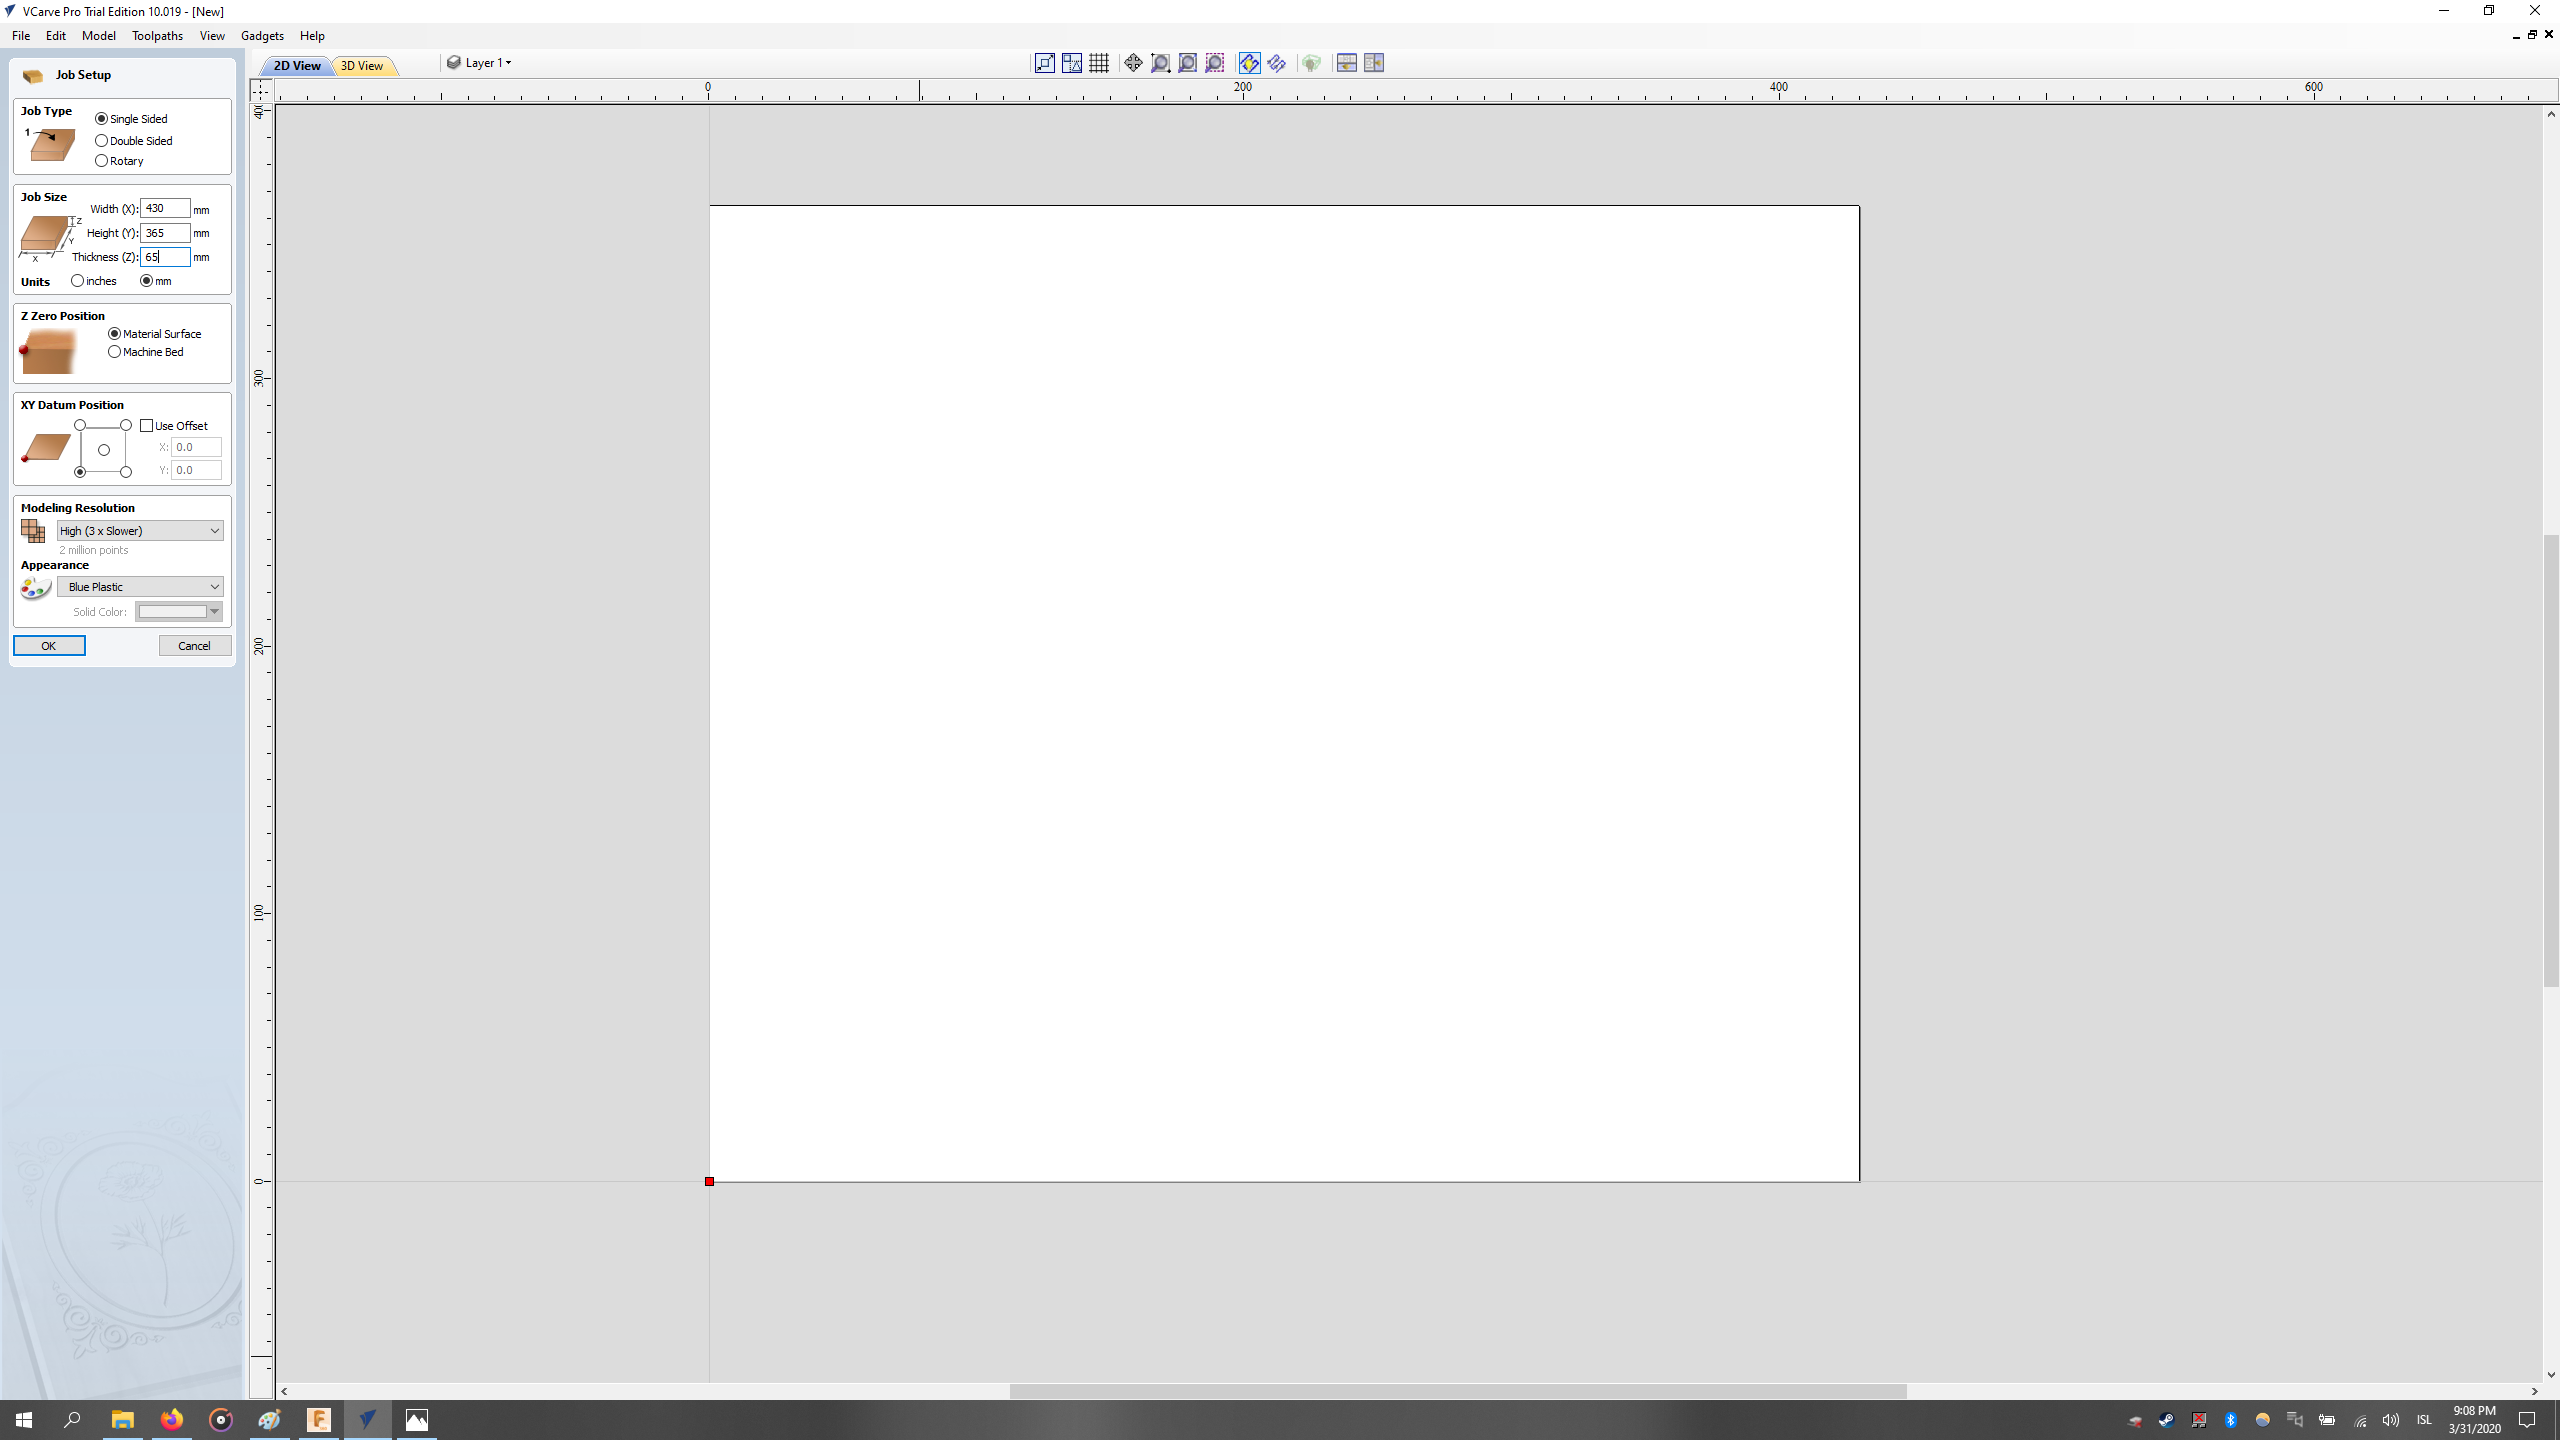 VCarve Pro Trial Edition 10.019 - [New]
File Edit Model Toolpaths View Gadgets Help
2D View 3D View Layer 1
Job Setup
Job Type
1
Single Sided
Double Sided
Rotary
Job Size
Width (X): 430 mm
Height (Y): 365 mm
Thickness (Z): 65 mm
Z
Y
X
Units inches mm
Z Zero Position
Material Surface
Machine Bed
XY Datum Position
Use Offset
X: 0.0
Y: 0.0
Modeling Resolution
High (3 x Slower)
2 million points
Appearance
Blue Plastic
Solid Color:
OK Cancel
0 200 400 600
400
300
200
100
0
ISL
9:08 PM
3/31/2020